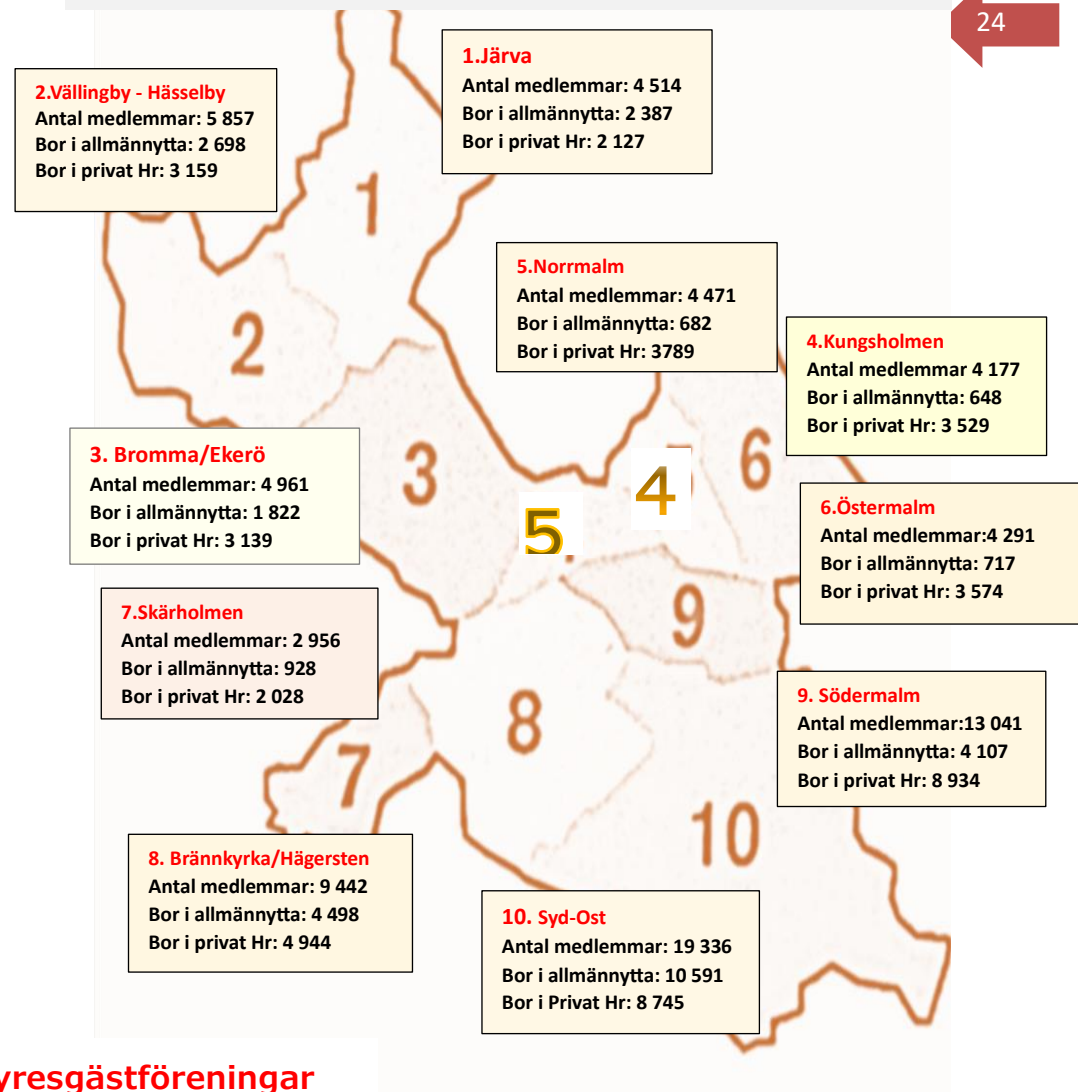 24
1.Järva
Antal medlemmar: 4 514
Bor i allmännytta: 2 387
Bor i privat Hr: 2 127
2.Vällingby - Hässelby
Antal medlemmar: 5 857
Bor i allmännytta: 2 698
Bor i privat Hr: 3 159
1
5.Norrmalm
Antal medlemmar: 4 471
Bor i allmännytta: 682
Bor i privat Hr: 3789
2
4.Kungsholmen
Antal medlemmar 4 177
Bor i allmännytta: 648
Bor i privat Hr: 3 529
3. Bromma/Ekerö
Antal medlemmar: 4 961
Bor i allmännytta: 1 822
Bor i privat Hr: 3 139
3
6
4
5
6.Östermalm
Antal medlemmar:4 291
Bor i allmännytta: 717
Bor i privat Hr: 3 574
7.Skärholmen
Antal medlemmar: 2 956
Bor i allmännytta: 928
Bor i privat Hr: 2 028
9
8
9. Södermalm
Antal medlemmar:13 041
Bor i allmännytta: 4 107
Bor i privat Hr: 8 934
7
10
8. Brännkyrka/Hägersten
Antal medlemmar: 9 442
Bor i allmännytta: 4 498
Bor i privat Hr: 4 944
10. Syd-Ost
Antal medlemmar: 19 336
Bor i allmännytta: 10 591
Bor i Privat Hr: 8 745
yresgästföreningar